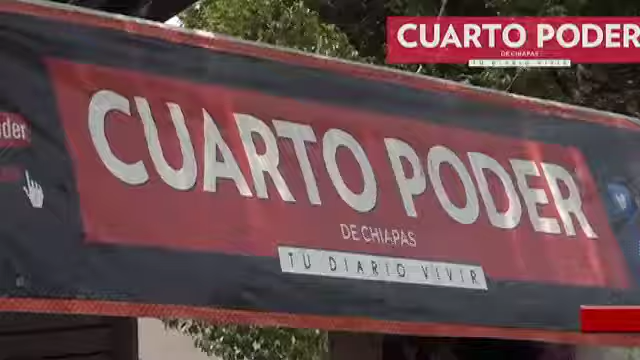 CUARTO PODER
DE CHIAPAS
TU DIARIO VIVIR
CUARTO PODER
DE CHIAPAS
TU DIARIO VIVIR